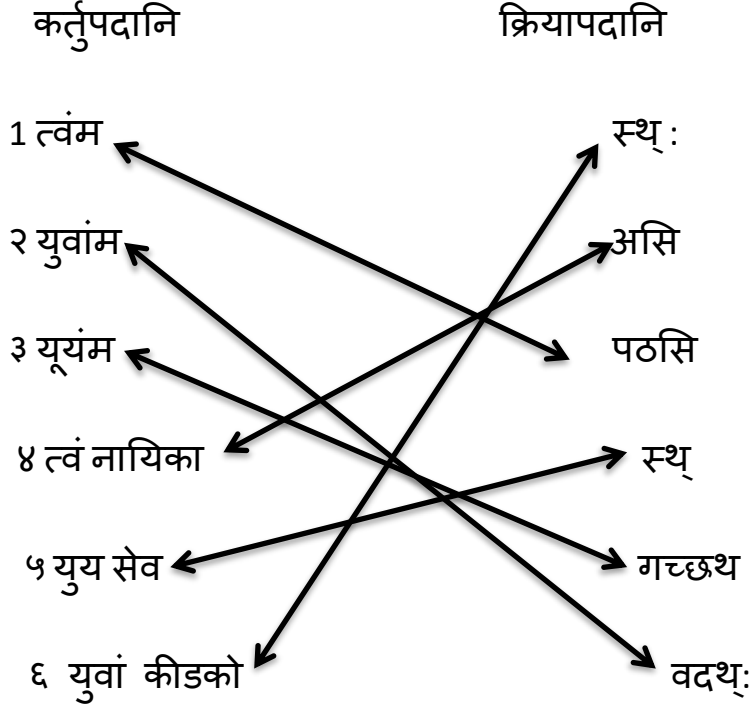 कर्तुपदानि क्रियापदानि
1 त्वंम स्थ् :
२ युवांम असि
३ यूयंम पठसि
४ त्वं नायिका स्थ्
५ युय सेव गच्छथ
६ युवां कीडको वदथ्: